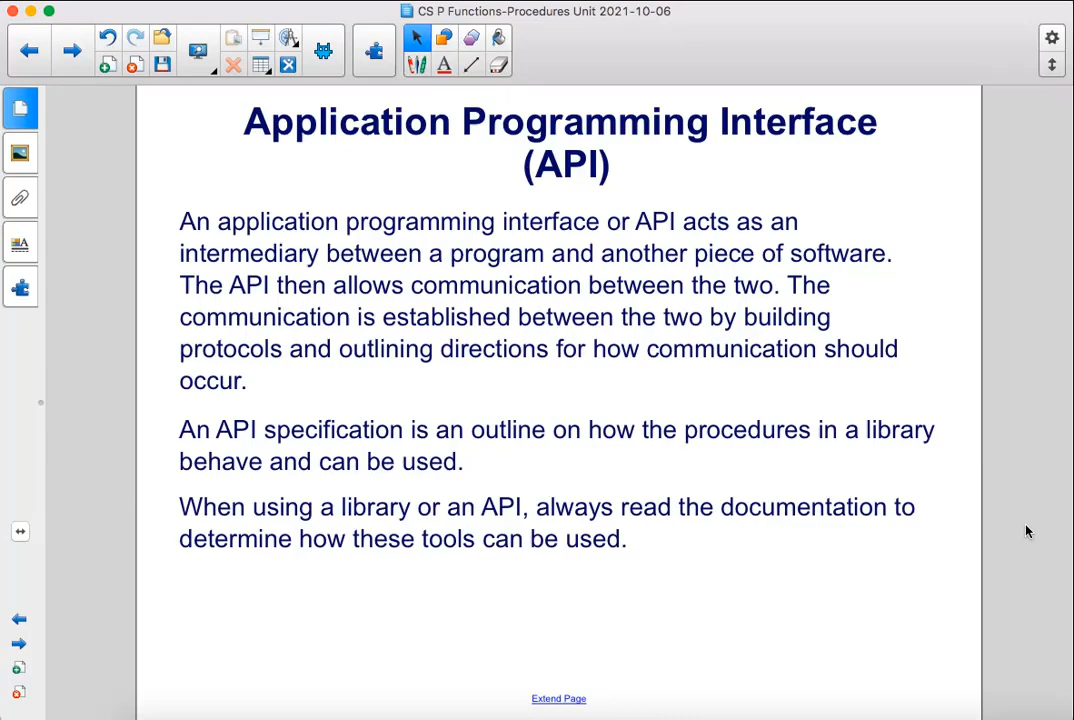 CS P Functions-Procedures Unit 2021-10-06
Application Programming Interface
(API)
An application programming interface or API acts as an
intermediary between a program and another piece of software.
The API then allows communication between the two. The
communication is established between the two by building
protocols and outlining directions for how communication should
occur.
An API specification is an outline on how the procedures in a library
behave and can be used.
When using a library or an API, always read the documentation to
determine how these tools can be used.
Extend Page